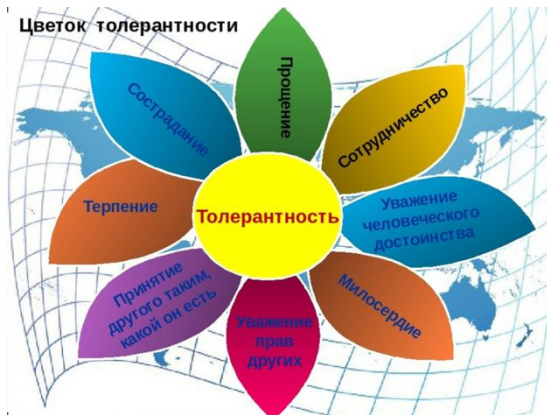 Цветок толерантности
Прощение
Сотрудничество
Уважение
человеческого
достоинства
Милосердие
Уважение
прав
других
Принятие
другого таким,
какой он есть
Терпение
Сострадание
Толерантность